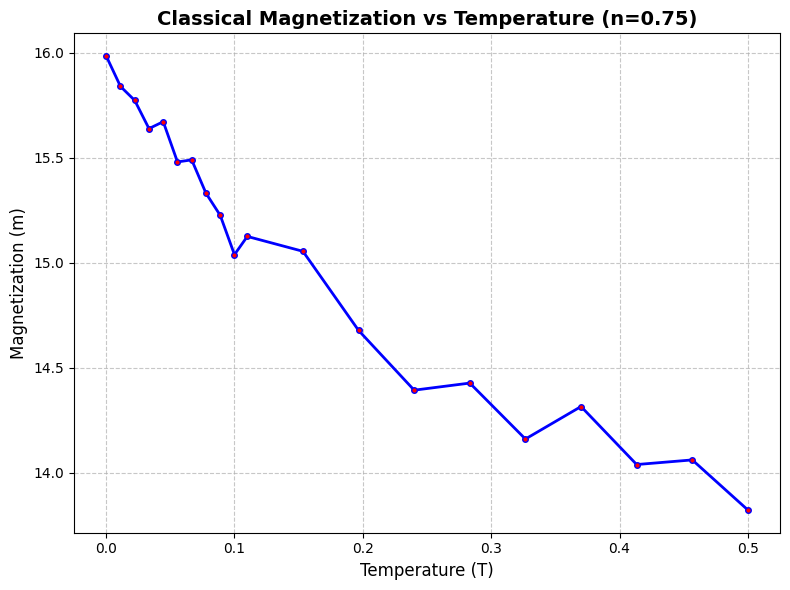 Classical Magnetization vs Temperature (n=0.75)
Magnetization (m)
16.0
15.5
15.0
14.5
14.0
0.0 0.1 0.2 0.3 0.4 0.5
Temperature (T)